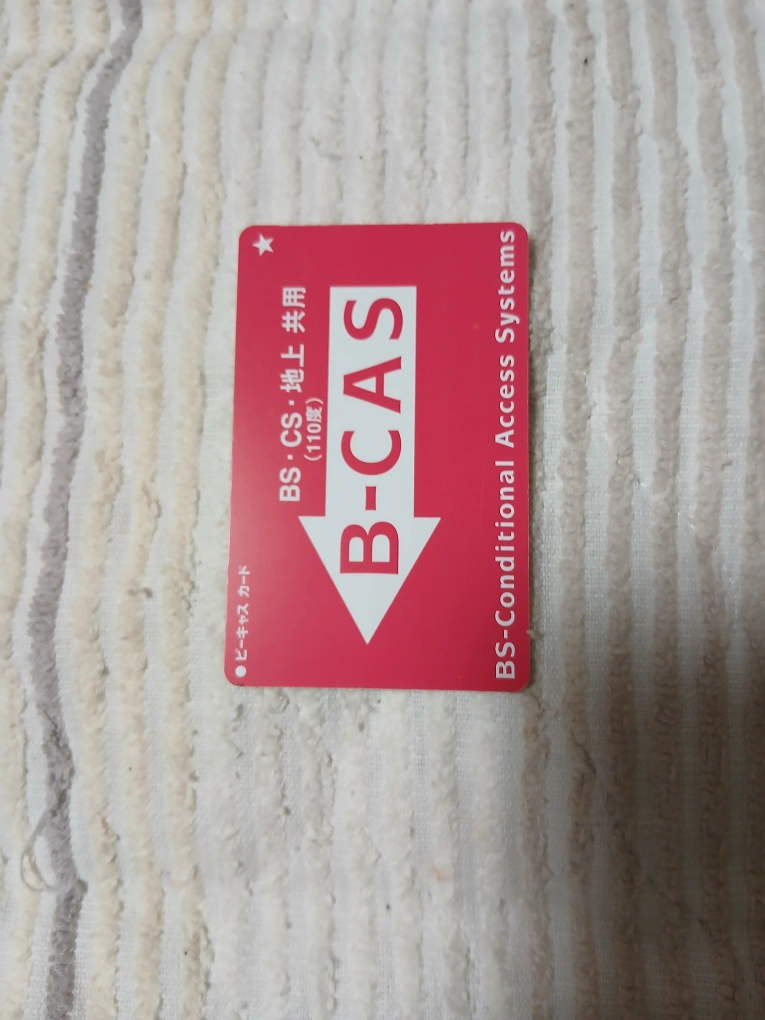 ●ビーキャス カード
★
BS・CS・地上 共用
(110度)
B-CAS
BS-Conditional Access Systems